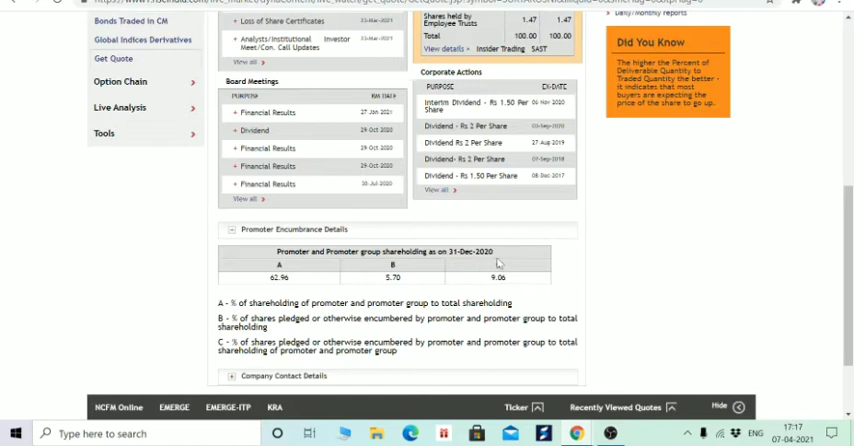 Bonds Traded in CM
Global Indices Derivatives
Get Quote
Option Chain
Live Analysis
Tools
+ Loss of Share Certificates 23-Mar-2021
+ Analysts/Institutional Investor Meet/Con. Call Updates 23-Mar-2021
View all
Board Meetings
PURPOSE BM DATE
+ Financial Results 27 Jan 2021
+ Dividend 29 Oct 2020
+ Financial Results 29-Oct-2020
+ Financial Results 29-Oct-2020
+ Financial Results 30-Jul-2020
View all
Shares held by Employee Trusts 1.47 1.47
Total 100.00 100.00
View details Insider Trading SAST
Corporate Actions
PURPOSE EX-DATE
Interim Dividend - Rs 1.50 Per Share 06 Nov 2020
Dividend - Rs 2 Per Share 03-Sep-2020
Dividend Rs 2 Per Share 27 Aug 2019
Dividend- Rs 2 Per Share
Dividend - Rs 1.50 Per Share 08-Dec 2017
View all
Daily/Monthly reports
Did You Know
The higher the Percent of
Deliverable Quantity to
Traded Quantity the better -
it indicates that most
buyers are expecting the
price of the share to go up.
Promoter Encumbrance Details
Promoter and Promoter group shareholding as on 31-Dec-2020
A B
62.96 5.70 9.06
A - % of shareholding of promoter and promoter group to total shareholding
B - % of shares pledged or otherwise encumbered by promoter and promoter group to total
shareholding
C - % of shares pledged or otherwise encumbered by promoter and promoter group to total
shareholding of promoter and promoter group
+ Company Contact Details
NCFM Online EMERGE EMERGE-ITP KRA Ticker Recently Viewed Quotes Hide
Type here to search
ENG
17:17
07-04-2021